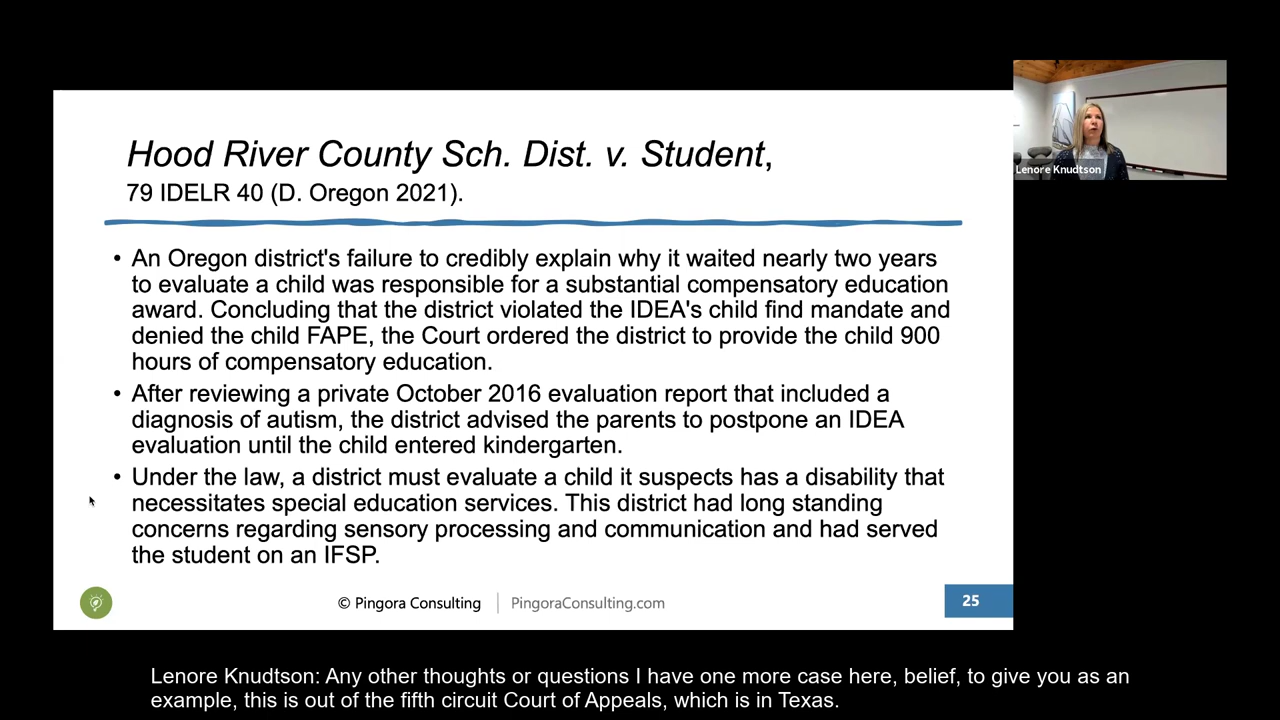 Hood River County Sch. Dist. v. Student,
79 IDELR 40 (D. Oregon 2021).
• An Oregon district's failure to credibly explain why it waited nearly two years
to evaluate a child was responsible for a substantial compensatory education
award. Concluding that the district violated the IDEA's child find mandate and
denied the child FAPE, the Court ordered the district to provide the child 900
hours of compensatory education.
• After reviewing a private October 2016 evaluation report that included a
diagnosis of autism, the district advised the parents to postpone an IDEA
evaluation until the child entered kindergarten.
• Under the law, a district must evaluate a child it suspects has a disability that
necessitates special education services. This district had long standing
concerns regarding sensory processing and communication and had served
the student on an IFSP.
© Pingora Consulting | PingoraConsulting.com
25
Lenore Knudtson
Lenore Knudtson: Any other thoughts or questions I have one more case here, belief, to give you as an
example, this is out of the fifth circuit Court of Appeals, which is in Texas.